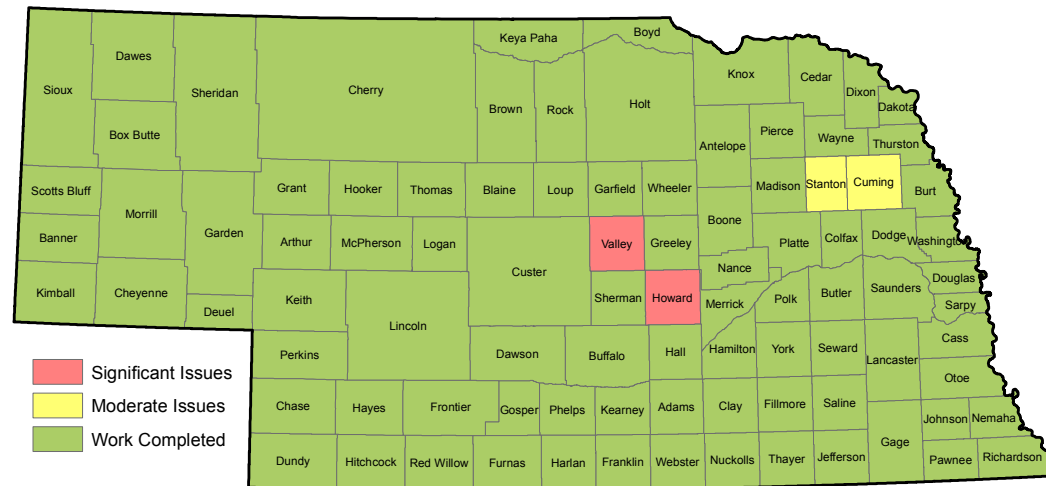 Keya Paha
Boyd
Dawes
Knox
Cedar
Sioux
Sheridan
Cherry
Dixon
Holt
Brown
Rock
Dakota
Box Butte
Pierce
Wayne
Antelope
Thurston
Scotts Bluff
Grant
Hooker
Thomas
Blaine
Loup
Garfield
Wheeler
Madison
Stanton
Cuming
Burt
Morrill
Boone
Garden
Banner
Arthur
McPherson
Logan
Valley
Greeley
Platte
Colfax
Dodge
Washington
Custer
Nance
Kimball
Cheyenne
Douglas
Keith
Sherman
Howard
Merrick
Polk
Butler
Saunders
Sarpy
Deuel
Lincoln
Cass
Perkins
Dawson
Buffalo
Hall
Hamilton
York
Seward
Lancaster
Otoe
Chase
Hayes
Frontier
Gosper
Phelps
Kearney
Adams
Clay
Fillmore
Saline
Johnson
Nemaha
Gage
Dundy
Hitchcock
Red Willow
Furnas
Harlan
Franklin
Webster
Nuckolls
Thayer
Jefferson
Pawnee
Richardson
Significant Issues
Moderate Issues
Work Completed